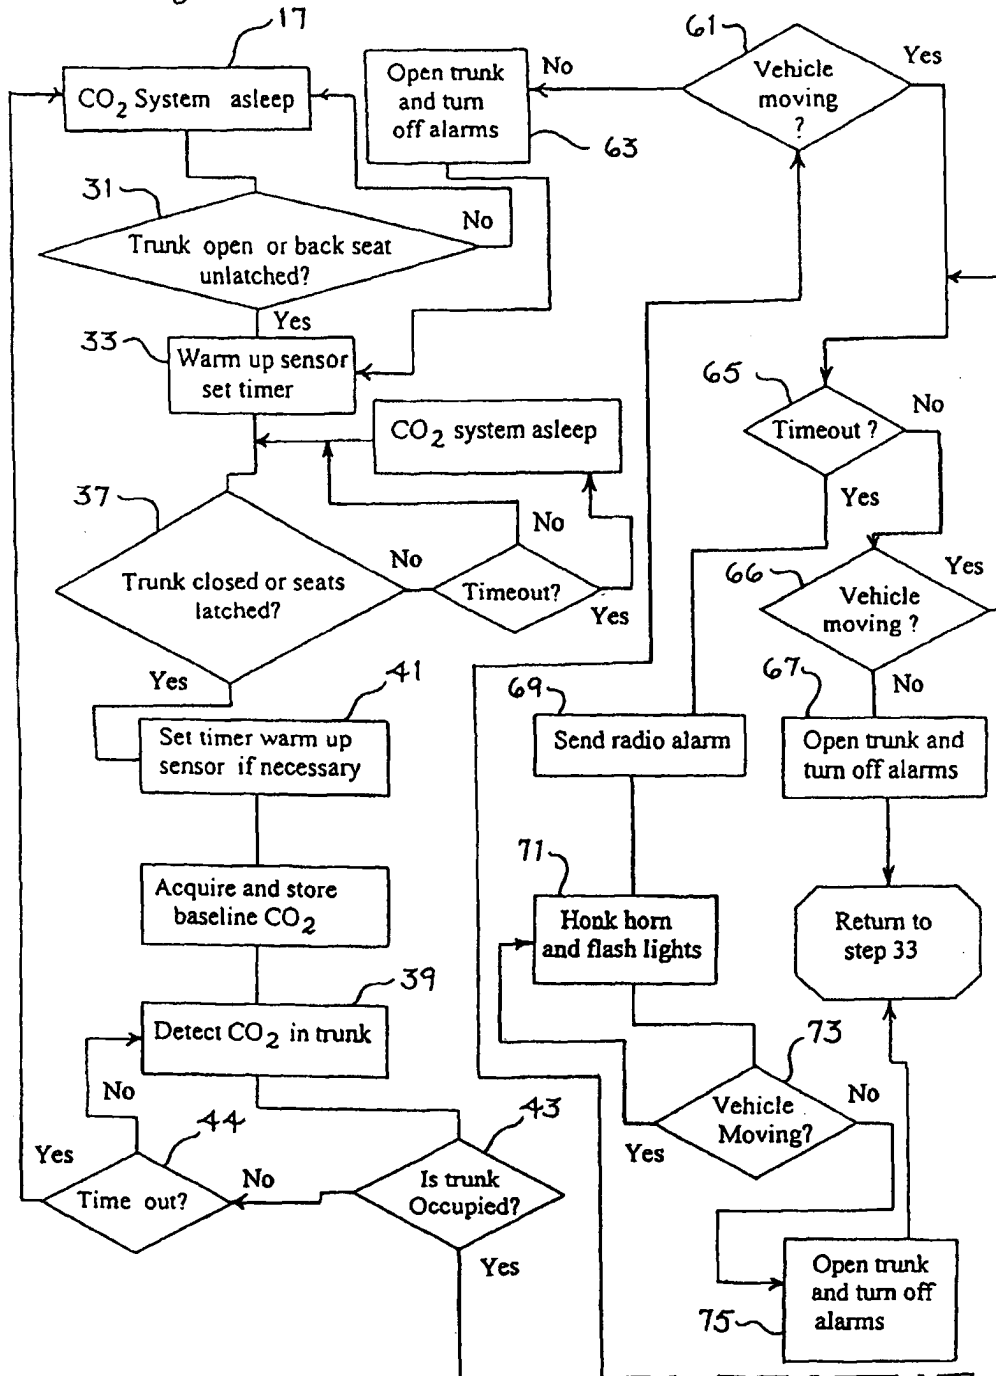 17
CO2 System asleep
31
Trunk open or back seat
unlatched?
No
Yes
33
Warm up sensor
set timer
CO2 system asleep
37
Trunk closed or seats
latched?
No
Timeout?
No
Yes
Yes
41
Set timer warm up
sensor if necessary
Acquire and store
baseline CO2
39
Detect CO2 in trunk
No
44
Yes
Time out?
No
43
Is trunk
Occupied?
Yes
61
Vehicle
moving
?
Yes
No
Open trunk
and turn
off alarms
63
65
Timeout ?
No
Yes
66
Vehicle
moving ?
Yes
No
67
Open trunk and
turn off alarms
69
Send radio alarm
71
Honk horn
and flash lights
Return to
step 33
73
Vehicle
Moving?
No
Yes
Open trunk
and turn off
alarms
75